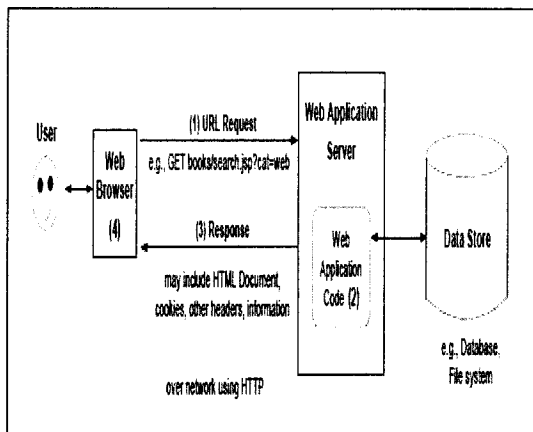 User
Web
Browser
(4)
(1) URL Request
e.g., GET books/search.jsp?cat=web
(3) Response
may include HTML Document,
cookies, other headers, information
over network using HTTP
Web Application
Server
Web
Application
Code (2)
Data Store
e.g., Database,
File system